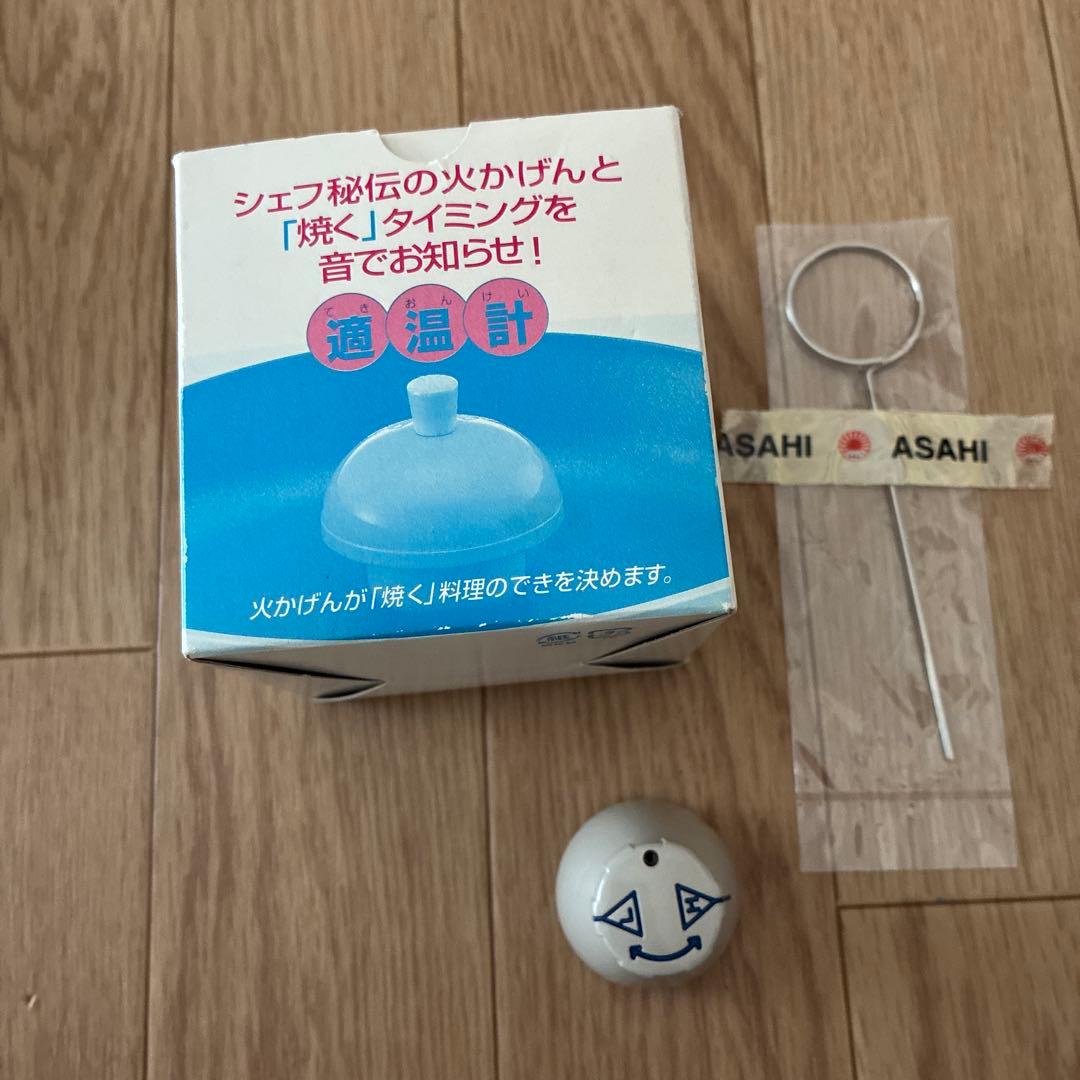 シェフ秘伝の火かげんと
「焼く」タイミングを
音でお知らせ!
てきおんけい
適温計
火かげんが「焼く」料理のできを決めます。
ASAHI ASAHI
L M